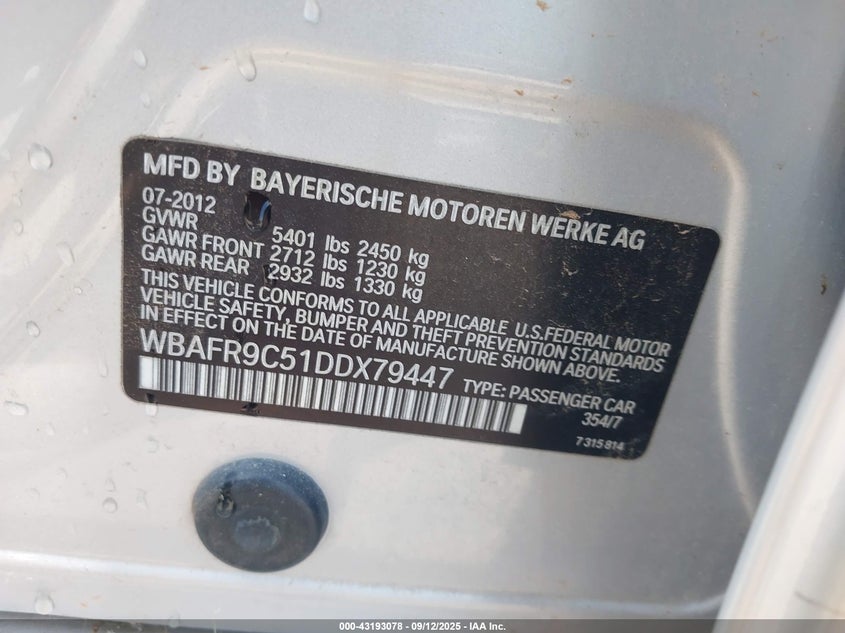 MFD BY BAYERISCHE MOTOREN WERKE AG
07-2012
GVWR 5401 lbs 2450 kg
GAWR FRONT 2712 lbs 1230 kg
GAWR REAR 2932 lbs 1330 kg
THIS VEHICLE CONFORMS TO ALL APPLICABLE U.S.FEDERAL MOTOR
VEHICLE SAFETY, BUMPER AND THEFT PREVENTION STANDARDS
IN EFFECT ON THE DATE OF MANUFACTURE SHOWN ABOVE.
WBAFR9C51DDX79447 TYPE: PASSENGER CAR
354/7
7 315 814
000-43193078 - 09/12/2025 - IAA Inc.